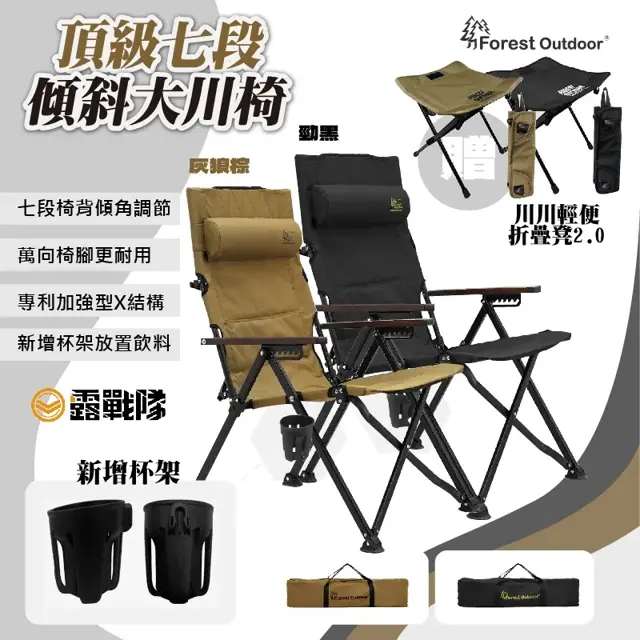 頂級七段
傾斜大川椅
Forest Outdoor®
勁黑
灰狼棕
贈
川川輕便
折疊凳2.0
七段椅背傾角調節
萬向椅腳更耐用
專利加強型X結構
新增杯架放置飲料
露戰隊
新增杯架
Forest Outdoor
Forest Outdoor